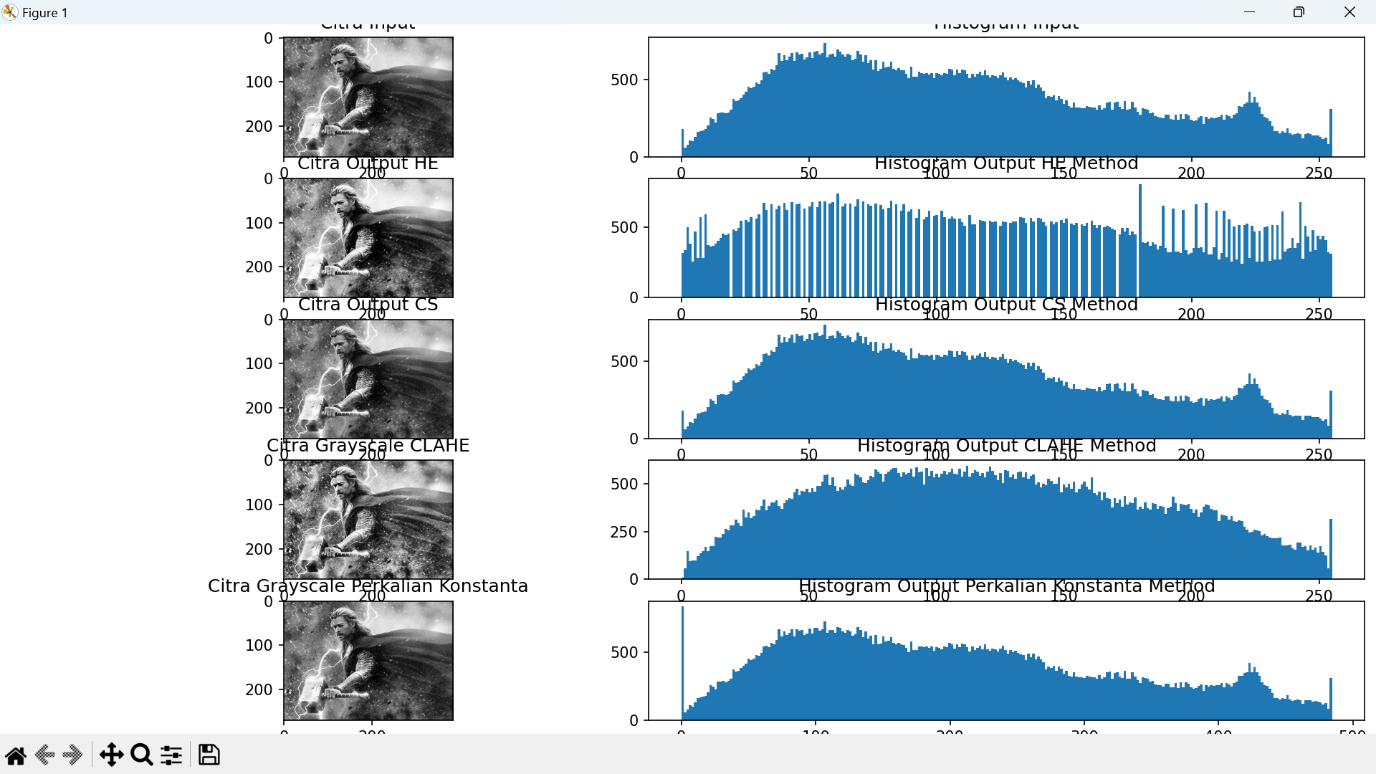 Figure 1
Citra Input
Histogram Input
0
100
200
0 200
500
0
0 50 100 150 200 250
Citra Output HE
Histogram Output HE Method
0
100
200
0 200
500
0
0 50 100 150 200 250
Citra Output CS
Histogram Output CS Method
0
100
200
0 200
500
0
0 50 100 150 200 250
Citra Grayscale CLAHE
Histogram Output CLAHE Method
0
100
200
0 200
500
250
0
0 50 100 150 200 250
Citra Grayscale Perkalian Konstanta
Histogram Output Perkalian Konstanta Method
0
100
200
0 200
500
0
0 100 200 300 400 500